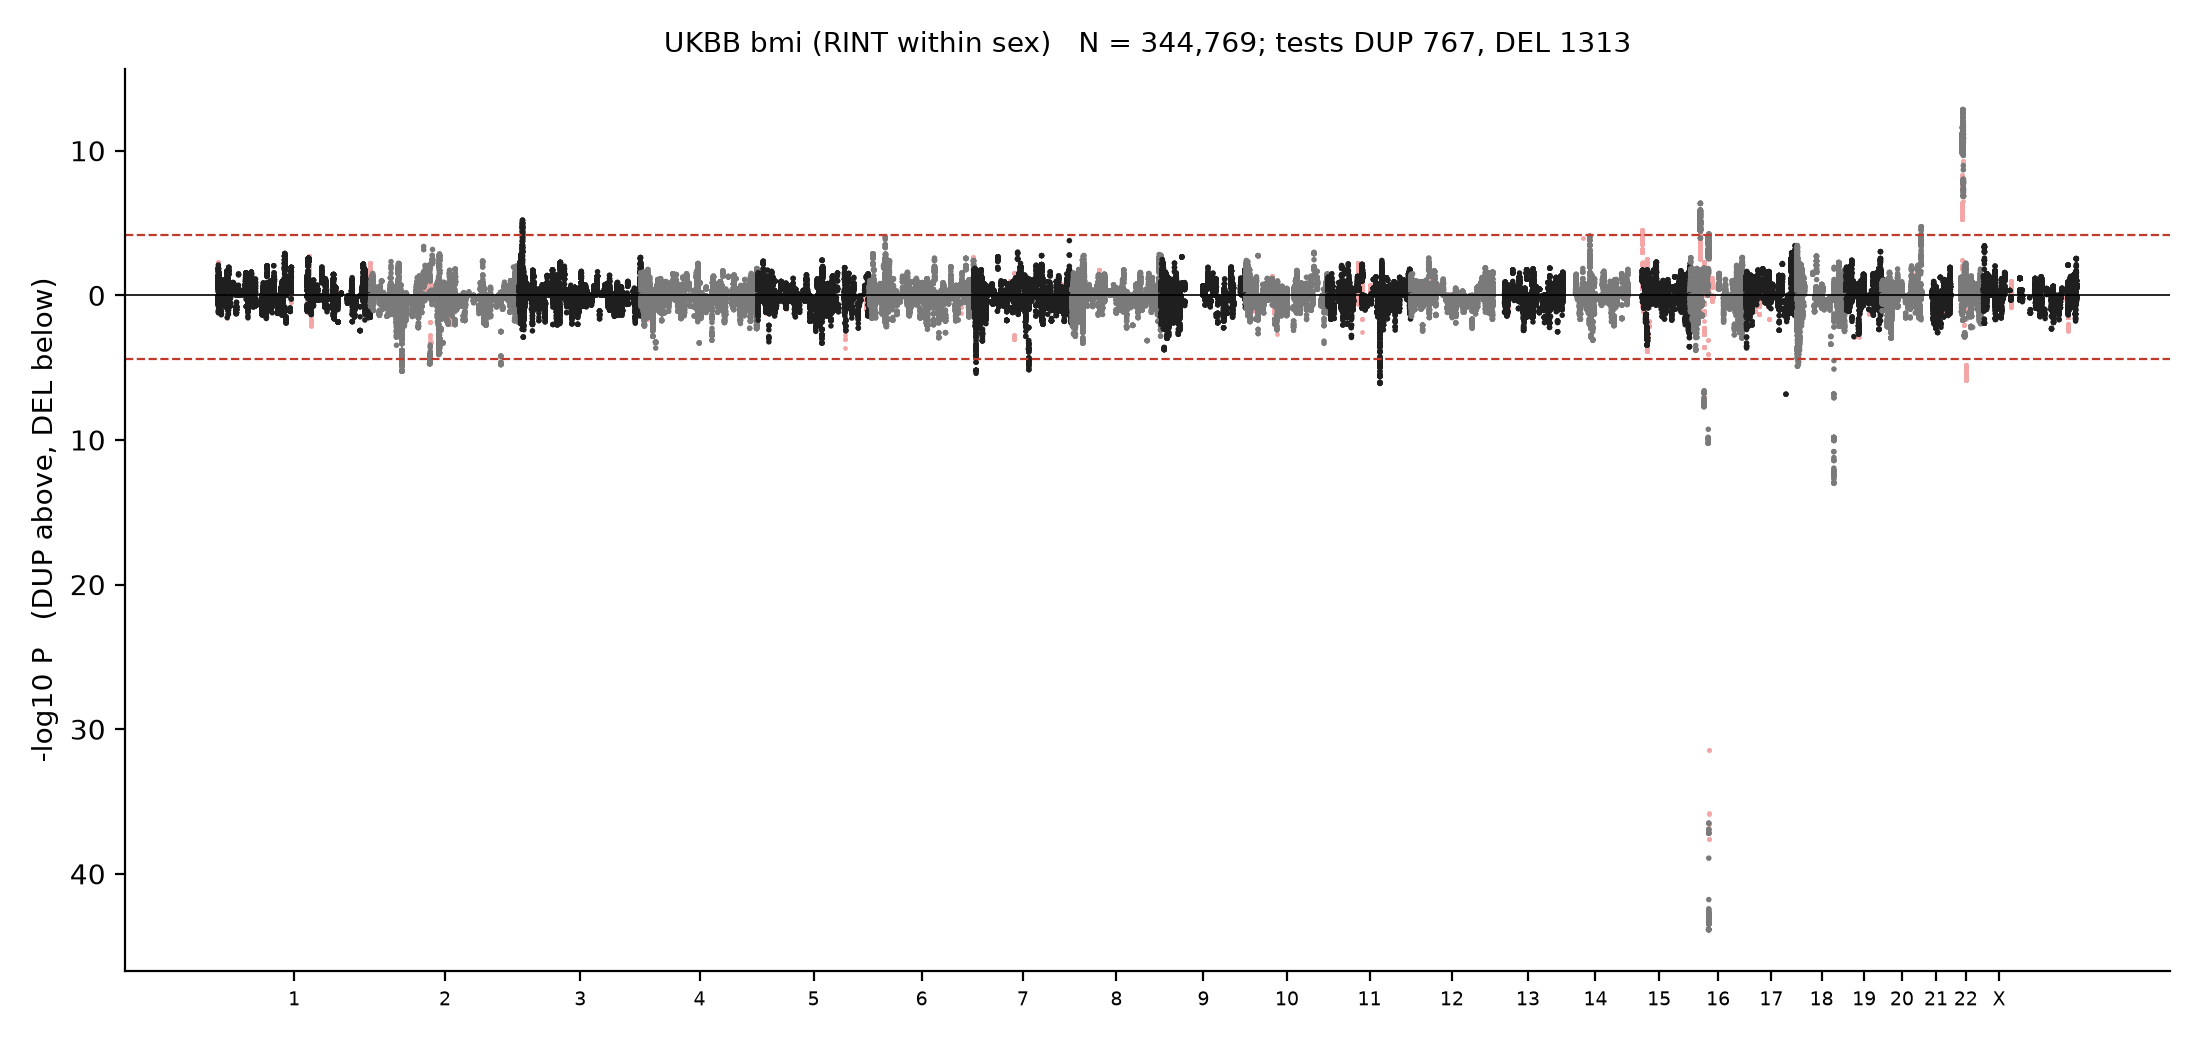 UKBB bmi (RINT within sex)   N = 344,769; tests DUP 767, DEL 1313
-log10 P   (DUP above, DEL below)
10
0
10
20
30
40
1 2 3 4 5 6 7 8 9 10 11 12 13 14 15 16 17 18 19 20 21 22 X